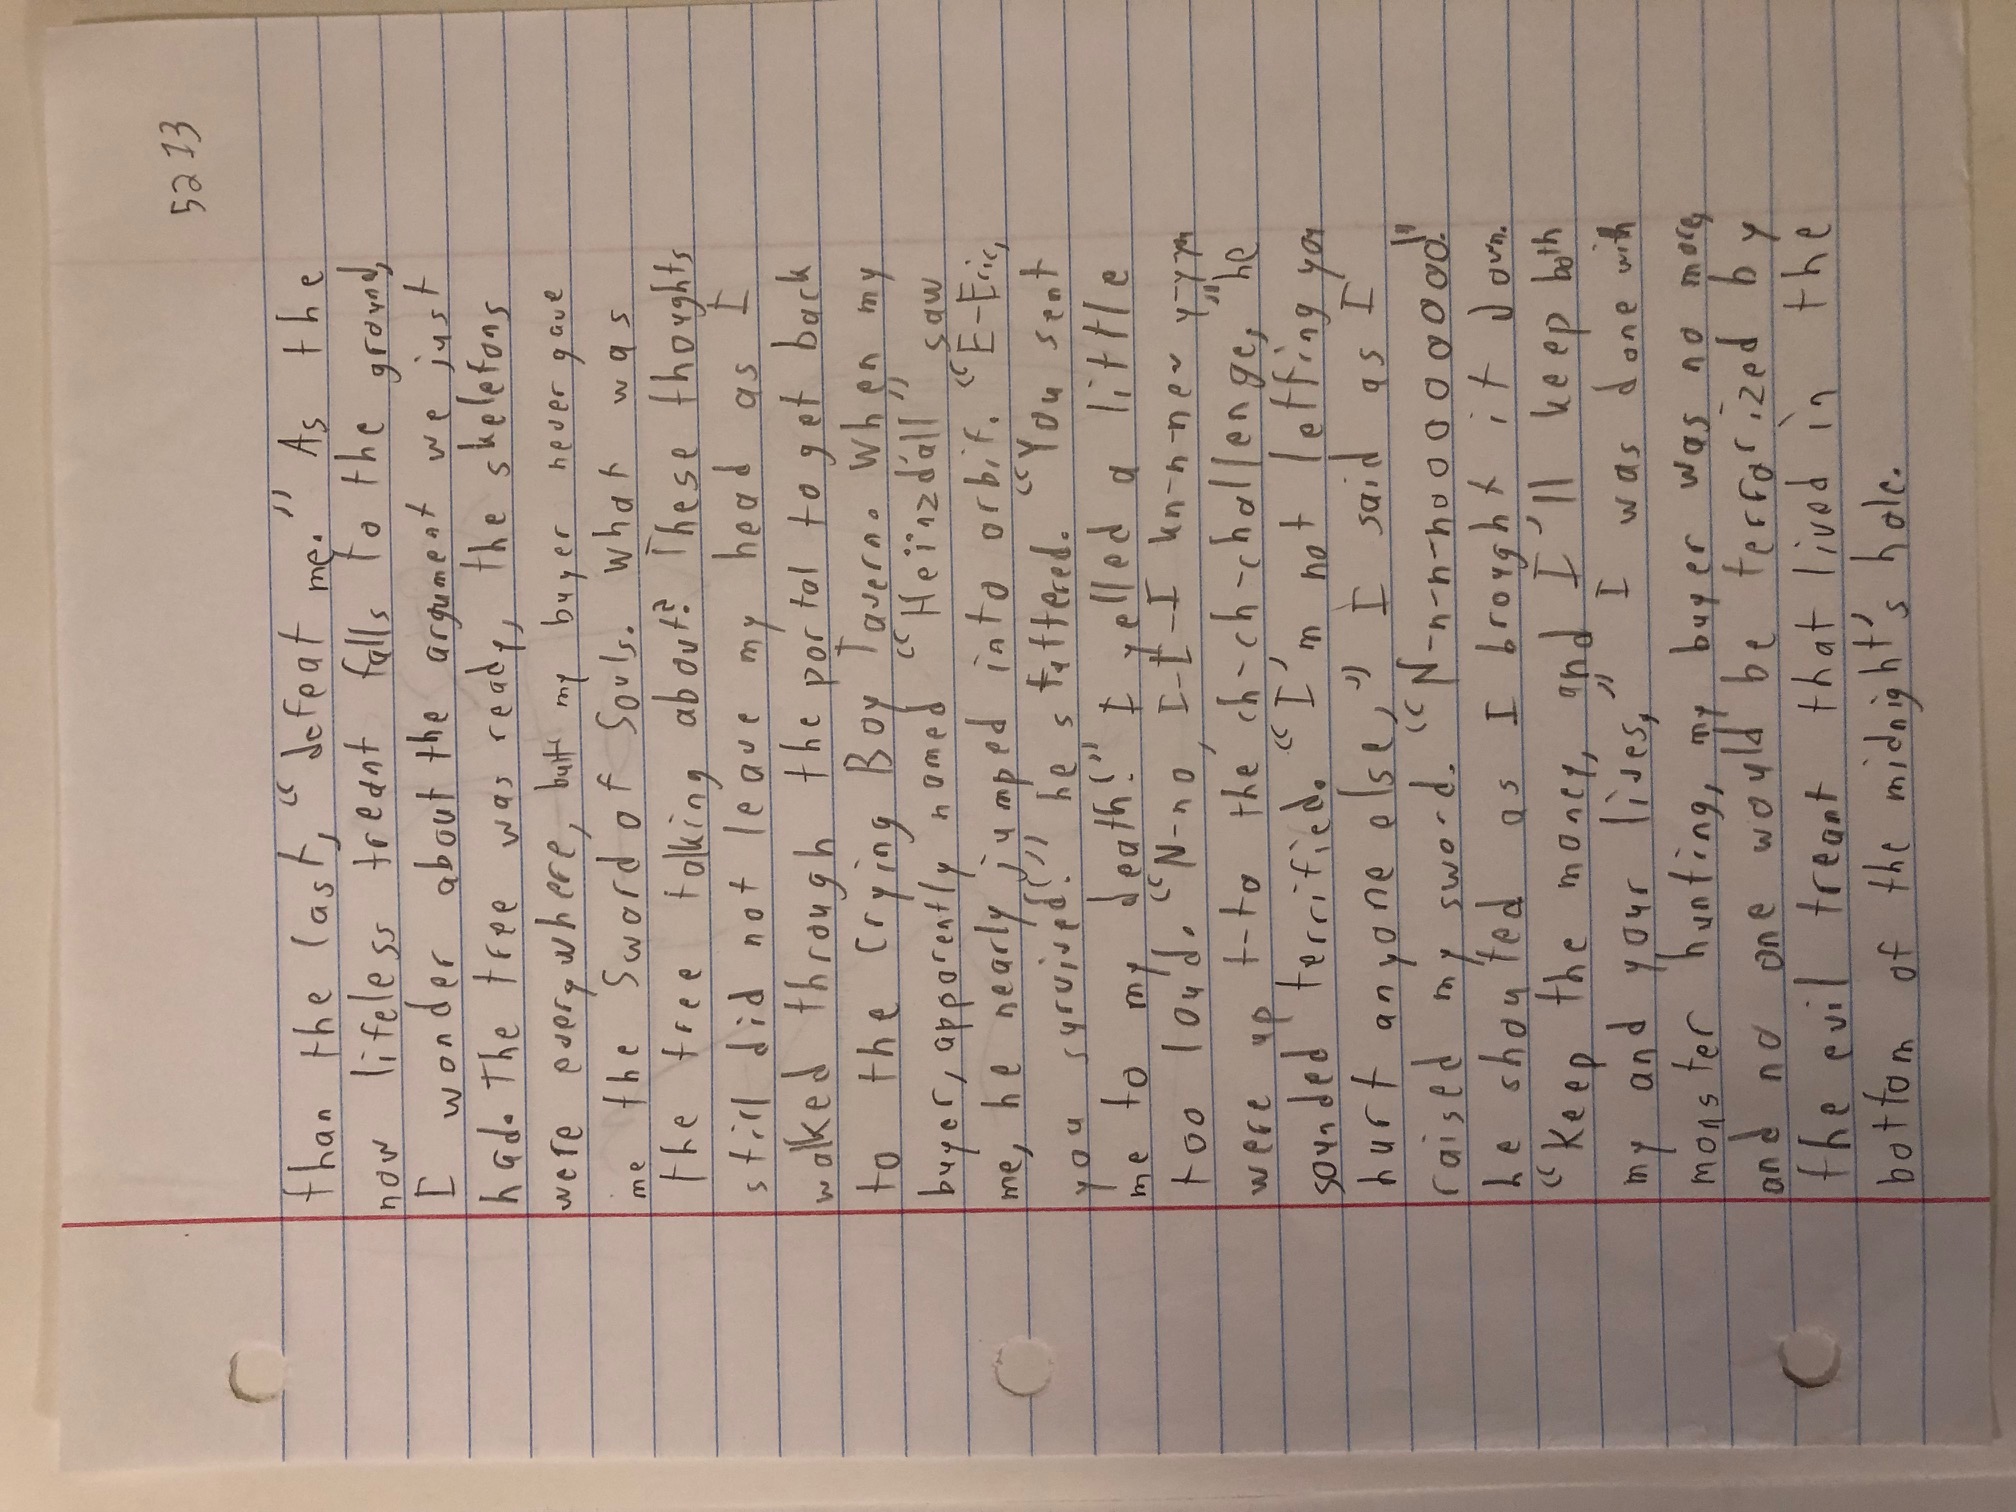 5213
than the last, "defeat me." As the
now lifeless treant falls to the ground,
I wonder about the argument we just
had. The tree was ready, the skeletons
were everywhere, but my buyer never gave
me the Sword of Souls. What was
the tree talking about? These thoughts
still did not leave my head as I
walked through the portal to get back
to the Crying Boy Tavern. When my
buyer, apparently named "Heïnzdáll" saw
me, he nearly jumped into orbit. "E-Eric,
you survived!" he stuttered. "You sent
me to my death!" I yelled a little
too loud. "N-no, I-I-I kn-n-new y-y-you
were up t-to the ch-ch-challenge," he
sounded terrified. "I'm not letting you
hurt anyone else," I said as I
raised my sword. "N-n-n-noooooooo!"
he shouted as I brought it down.
"Keep the money, and I'll keep both
my and your lives," I was done with
monster hunting, my buyer was no more,
and no one would be terrorized by
the evil treant that lived in the
bottom of the midnight's hole.